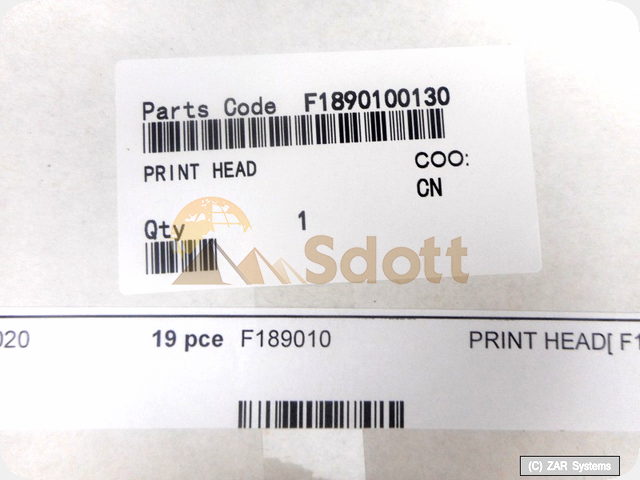 Parts Code F1890100130
PRINT HEAD
COO:
CN
Qty 1
Sdott
020 19 pce F189010 PRINT HEAD[ F1
(C) ZAR Systems